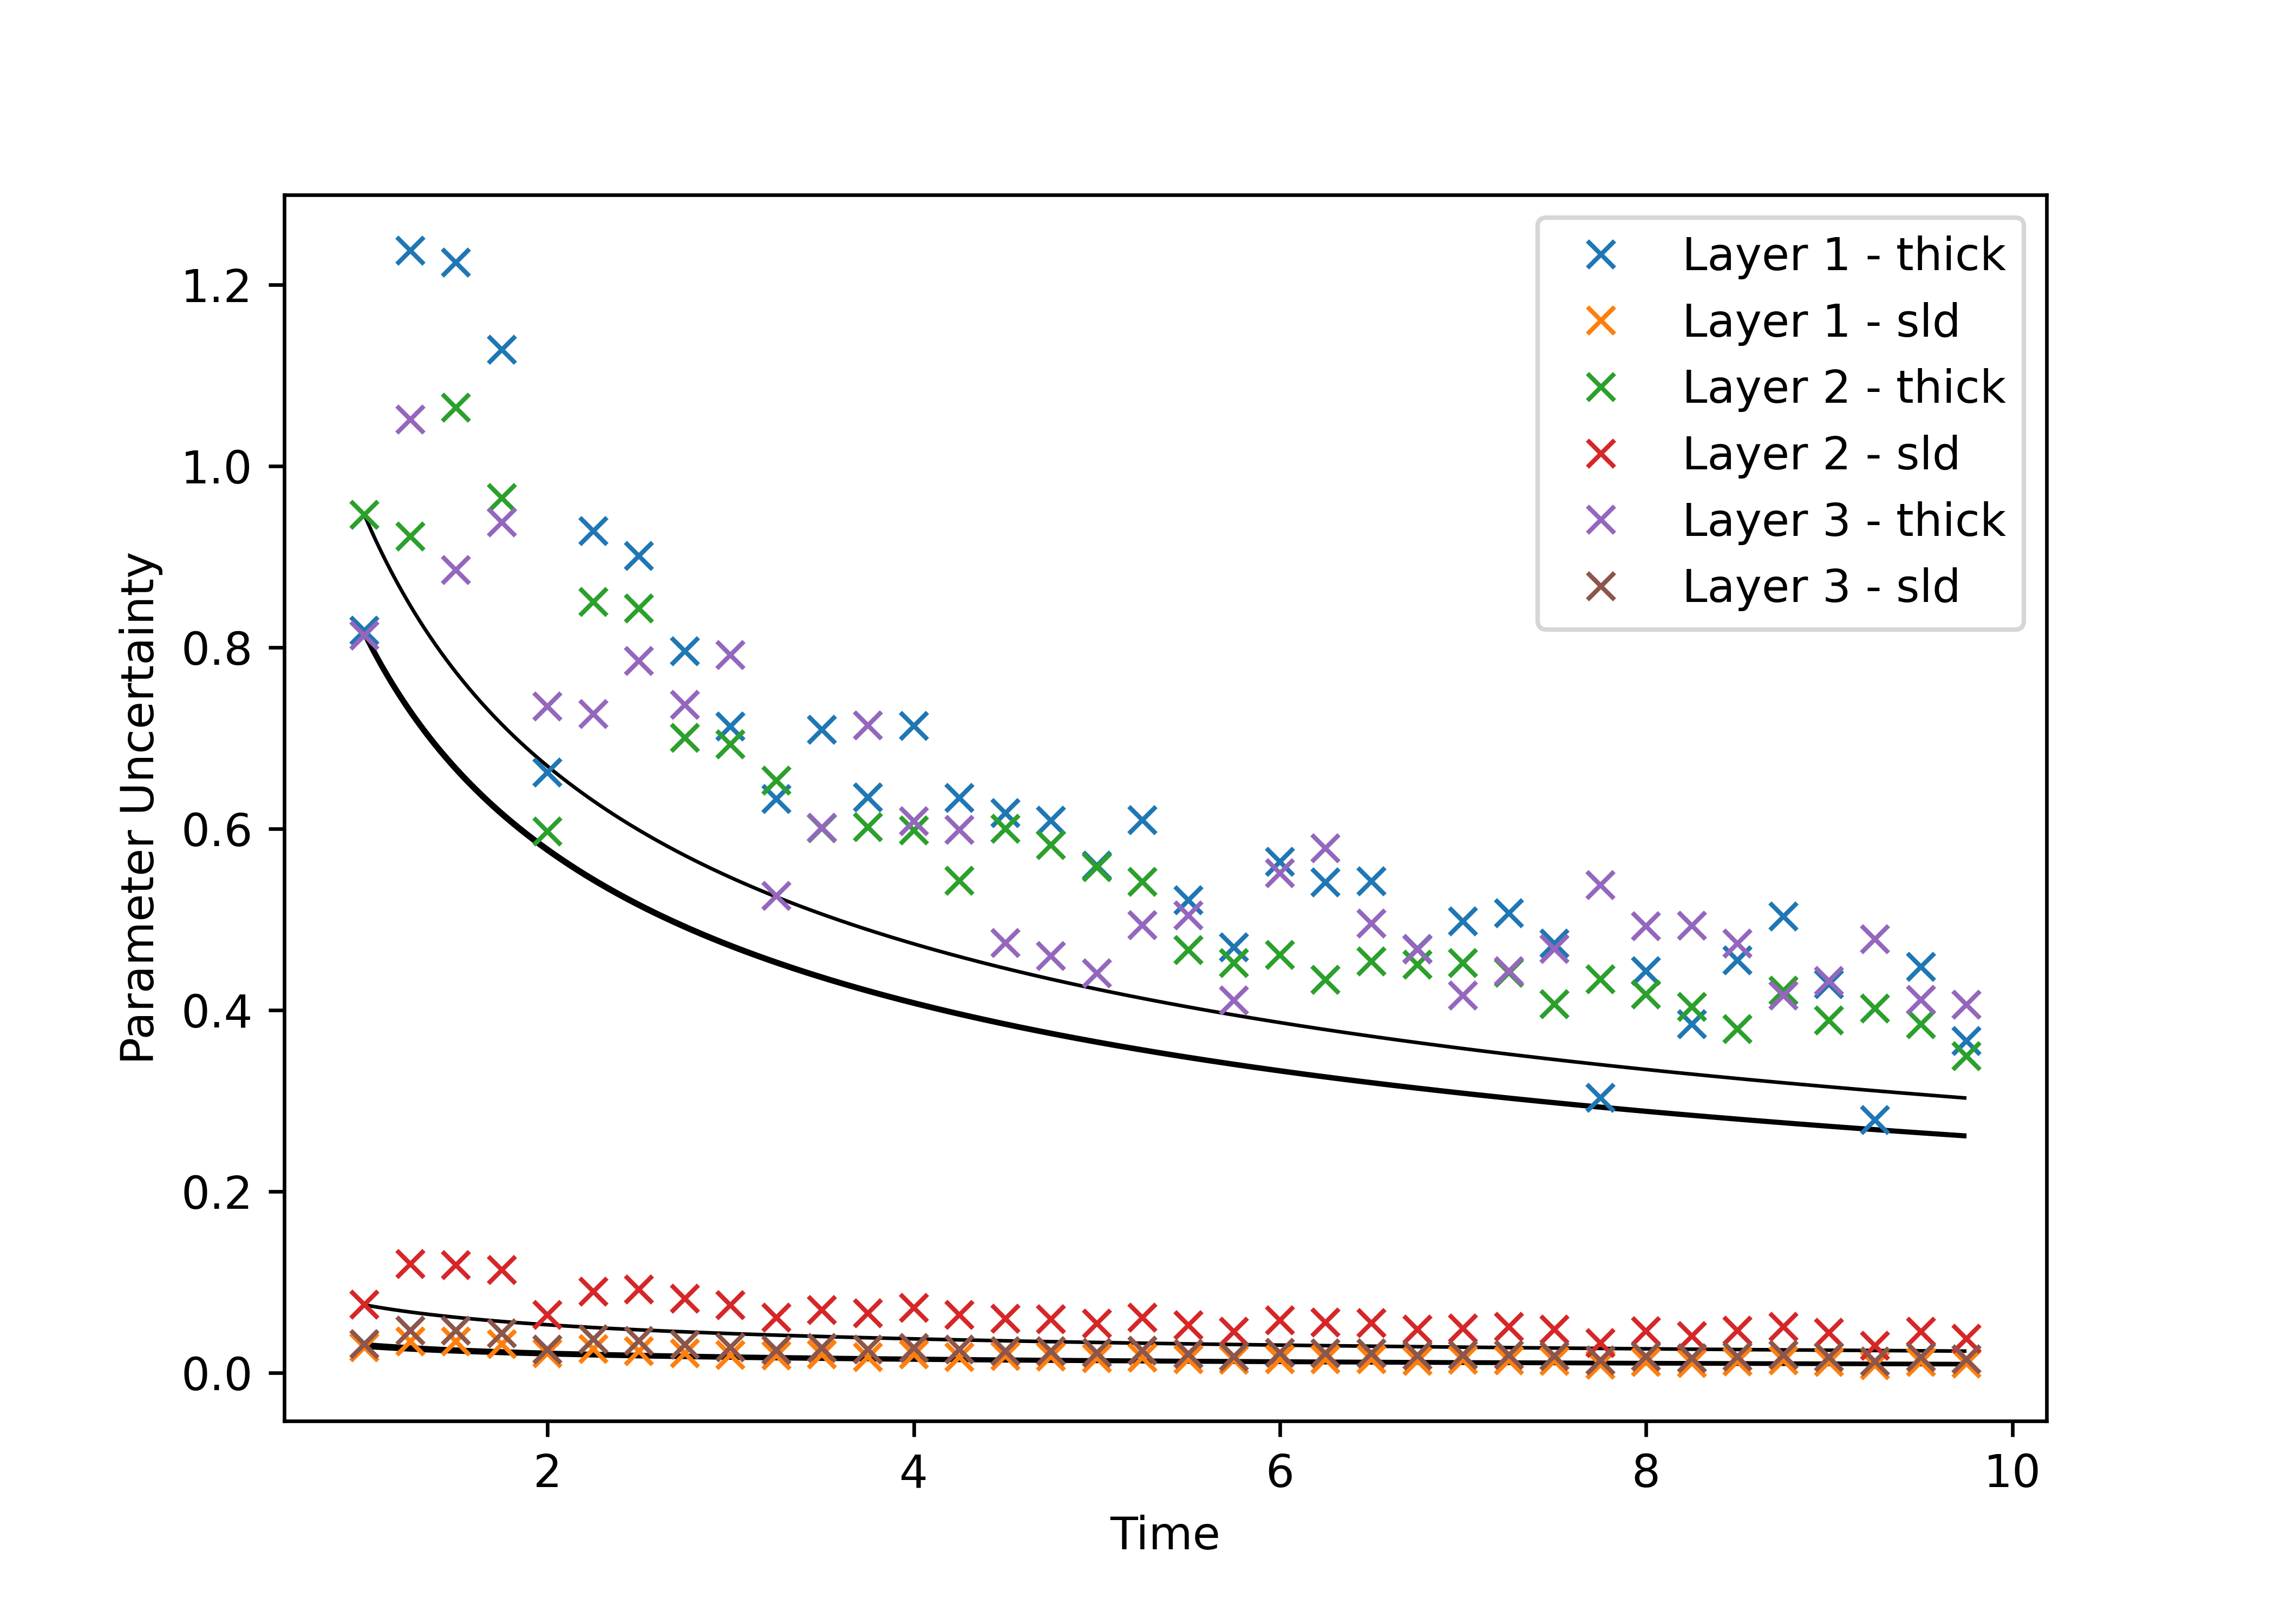 Parameter Uncertainty
1.2
1.0
0.8
0.6
0.4
0.2
0.0
2 4 6 8 10
Time
Layer 1 - thick
Layer 1 - sld
Layer 2 - thick
Layer 2 - sld
Layer 3 - thick
Layer 3 - sld